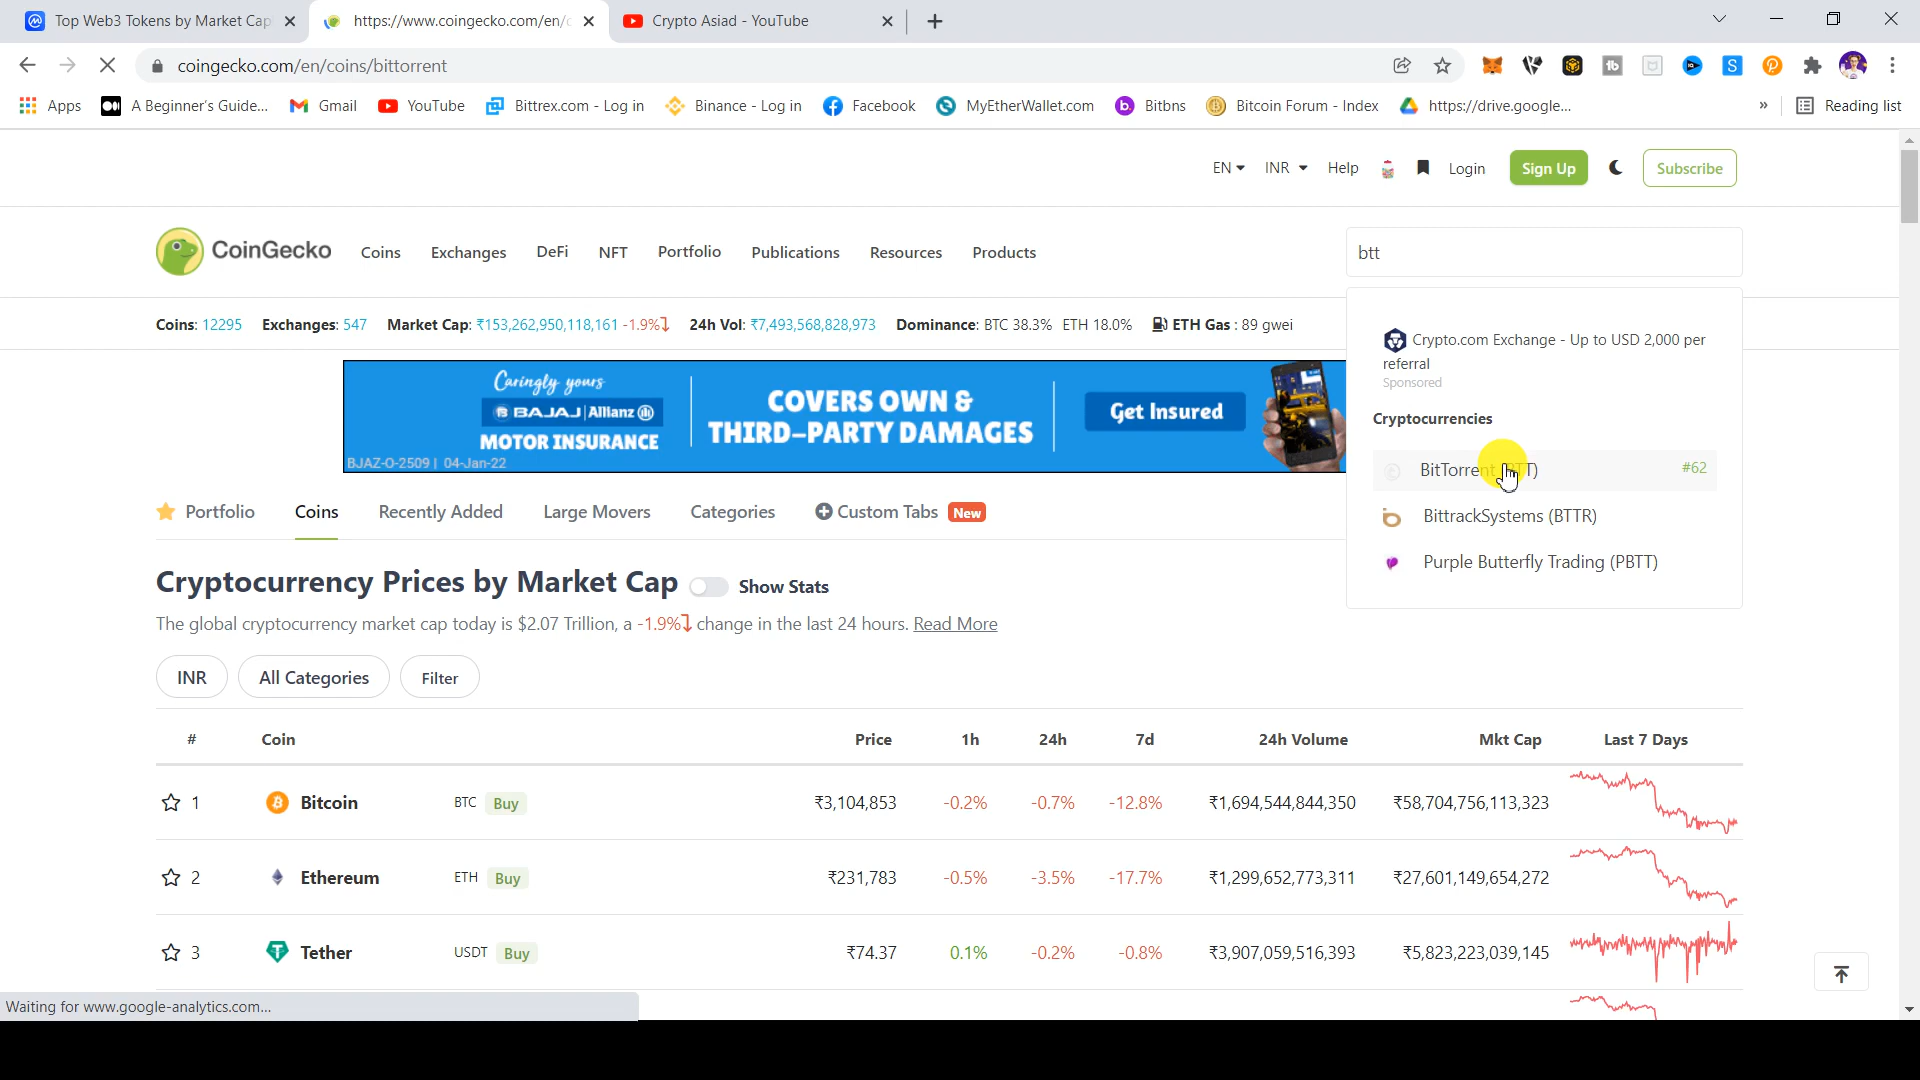 Top Web3 Tokens by Market Cap
https://www.coingecko.com/en/c
Crypto Asiad - YouTube
coingecko.com/en/coins/bittorrent
Apps
A Beginner's Guide...
Gmail
YouTube
Bittrex.com - Log in
Binance - Log in
Facebook
MyEtherWallet.com
Bitbns
Bitcoin Forum - Index
https://drive.google...
»
Reading list
EN
INR
Help
Login
Sign Up
Subscribe
CoinGecko
Coins
Exchanges
DeFi
NFT
Portfolio
Publications
Resources
Products
btt
Coins: 12295 Exchanges: 547 Market Cap: ₹153,262,950,118,161 -1.9% 24h Vol: ₹7,493,568,828,973 Dominance: BTC 38.3% ETH 18.0% ETH Gas : 89 gwei
Crypto.com Exchange - Up to USD 2,000 per
referral
Sponsored
Cryptocurrencies
BitTorrent (BTT) #62
BittrackSystems (BTTR)
Purple Butterfly Trading (PBTT)
Caringly yours
BAJAJ | Allianz
MOTOR INSURANCE
BJAZ-O-2509 | 04-Jan-22
COVERS OWN &
THIRD-PARTY DAMAGES
Get Insured
Portfolio
Coins
Recently Added
Large Movers
Categories
Custom Tabs New
Cryptocurrency Prices by Market Cap
Show Stats
The global cryptocurrency market cap today is $2.07 Trillion, a -1.9% change in the last 24 hours. Read More
INR
All Categories
Filter
# Coin Price 1h 24h 7d 24h Volume Mkt Cap Last 7 Days
1 Bitcoin BTC Buy ₹3,104,853 -0.2% -0.7% -12.8% ₹1,694,544,844,350 ₹58,704,756,113,323
2 Ethereum ETH Buy ₹231,783 -0.5% -3.5% -17.7% ₹1,299,652,773,311 ₹27,601,149,654,272
3 Tether USDT Buy ₹74.37 0.1% -0.2% -0.8% ₹3,907,059,516,393 ₹5,823,223,039,145
Waiting for www.google-analytics.com...